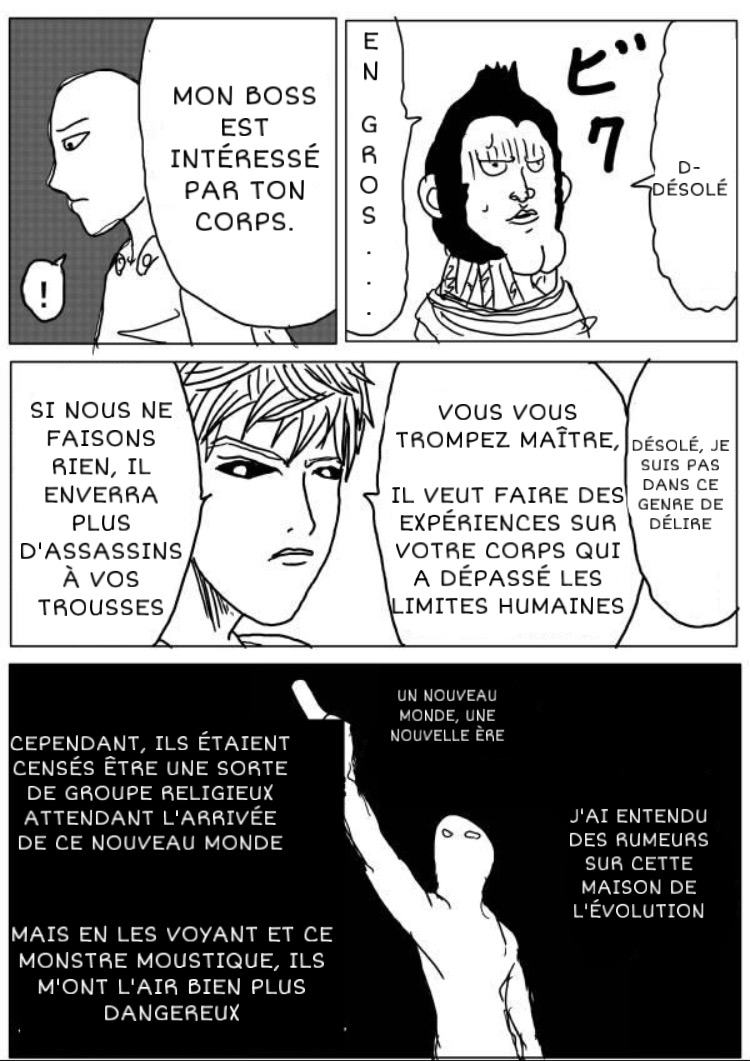 D-
DÉSOLÉ
ビクッ
E
N
G
R
O
S
.
.
.
MON BOSS
EST
INTÉRESSÉ
PAR TON
CORPS.
!
DÉSOLÉ, JE
SUIS PAS
DANS CE
GENRE DE
DÉLIRE
VOUS VOUS
TROMPEZ MAÎTRE,
IL VEUT FAIRE DES
EXPÉRIENCES SUR
VOTRE CORPS QUI
A DÉPASSÉ LES
LIMITES HUMAINES
SI NOUS NE
FAISONS
RIEN, IL
ENVERRA
PLUS
D'ASSASSINS
À VOS
TROUSSES
UN NOUVEAU
MONDE, UNE
NOUVELLE ÈRE
J'AI ENTENDU
DES RUMEURS
SUR CETTE
MAISON DE
L'ÉVOLUTION
CEPENDANT, ILS ÉTAIENT
CENSÉS ÊTRE UNE SORTE
DE GROUPE RELIGIEUX
ATTENDANT L'ARRIVÉE
DE CE NOUVEAU MONDE
MAIS EN LES VOYANT ET CE
MONSTRE MOUSTIQUE, ILS
M'ONT L'AIR BIEN PLUS
DANGEREUX